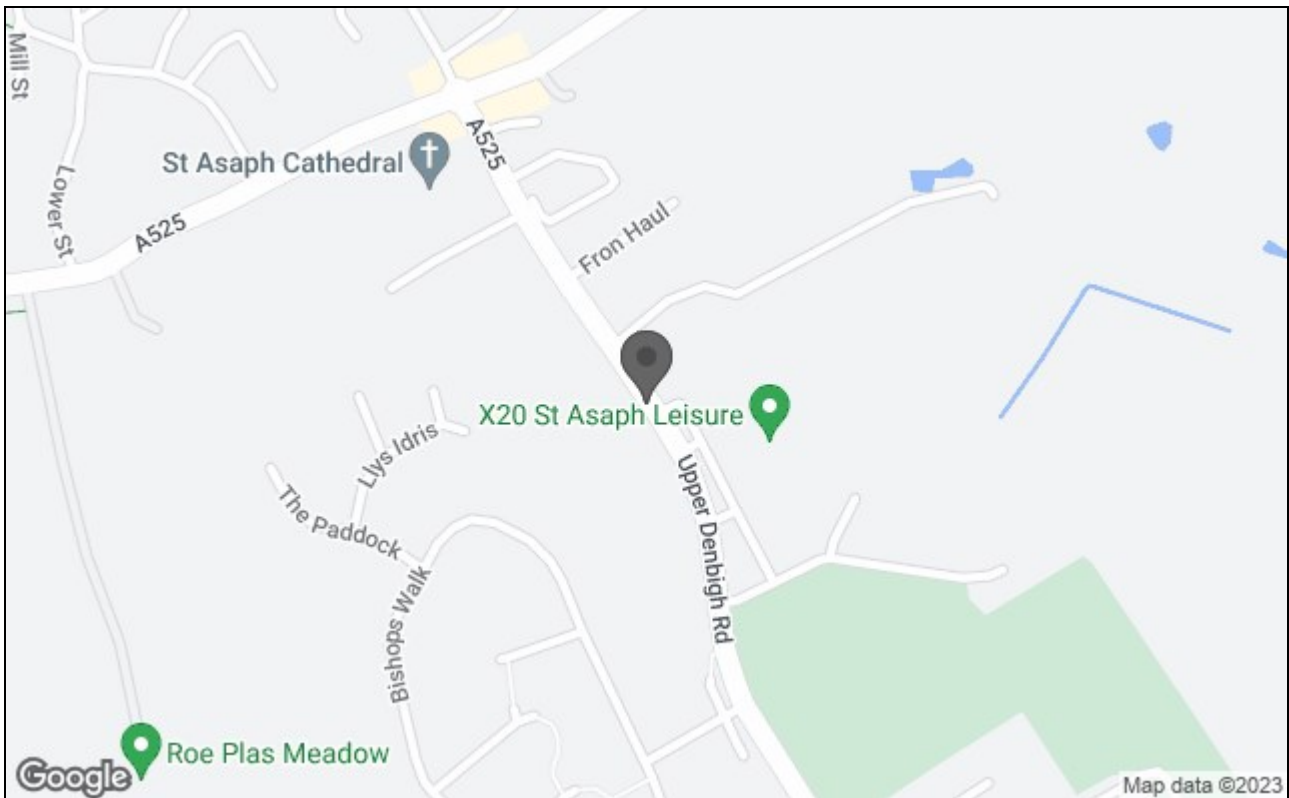 Mill St
St Asaph Cathedral
A525
Lower St
A525
Fron Haul
X20 St Asaph Leisure
Llys Idris
Upper Denbigh Rd
The Paddock
Bishops Walk
Roe Plas Meadow
Google
Map data ©2023